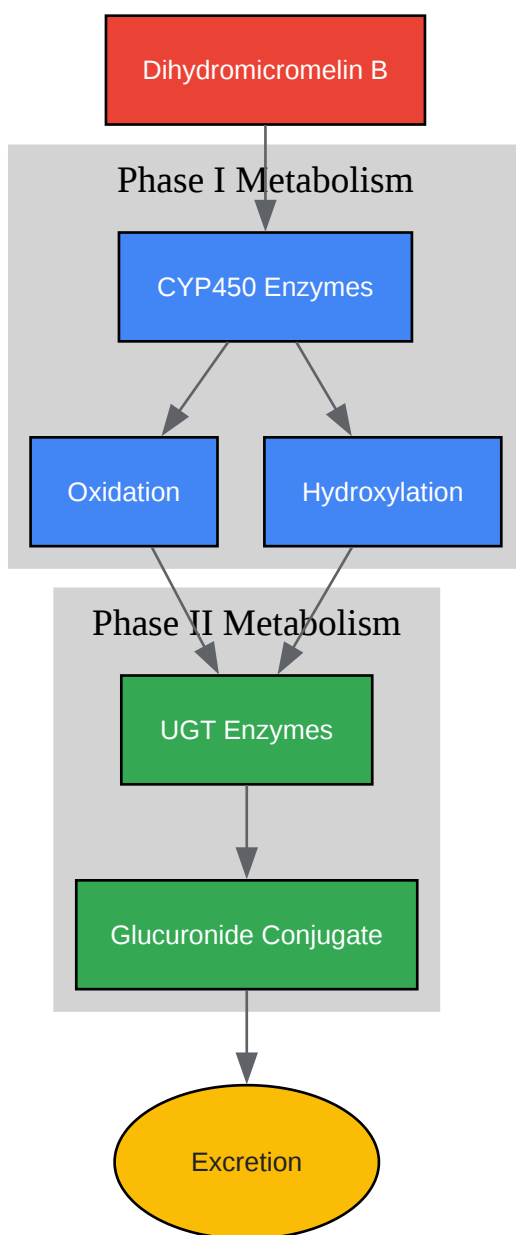 Dihydromicromelin B
Phase I Metabolism
CYP450 Enzymes
Oxidation
Hydroxylation
Phase II Metabolism
UGT Enzymes
Glucuronide Conjugate
Excretion